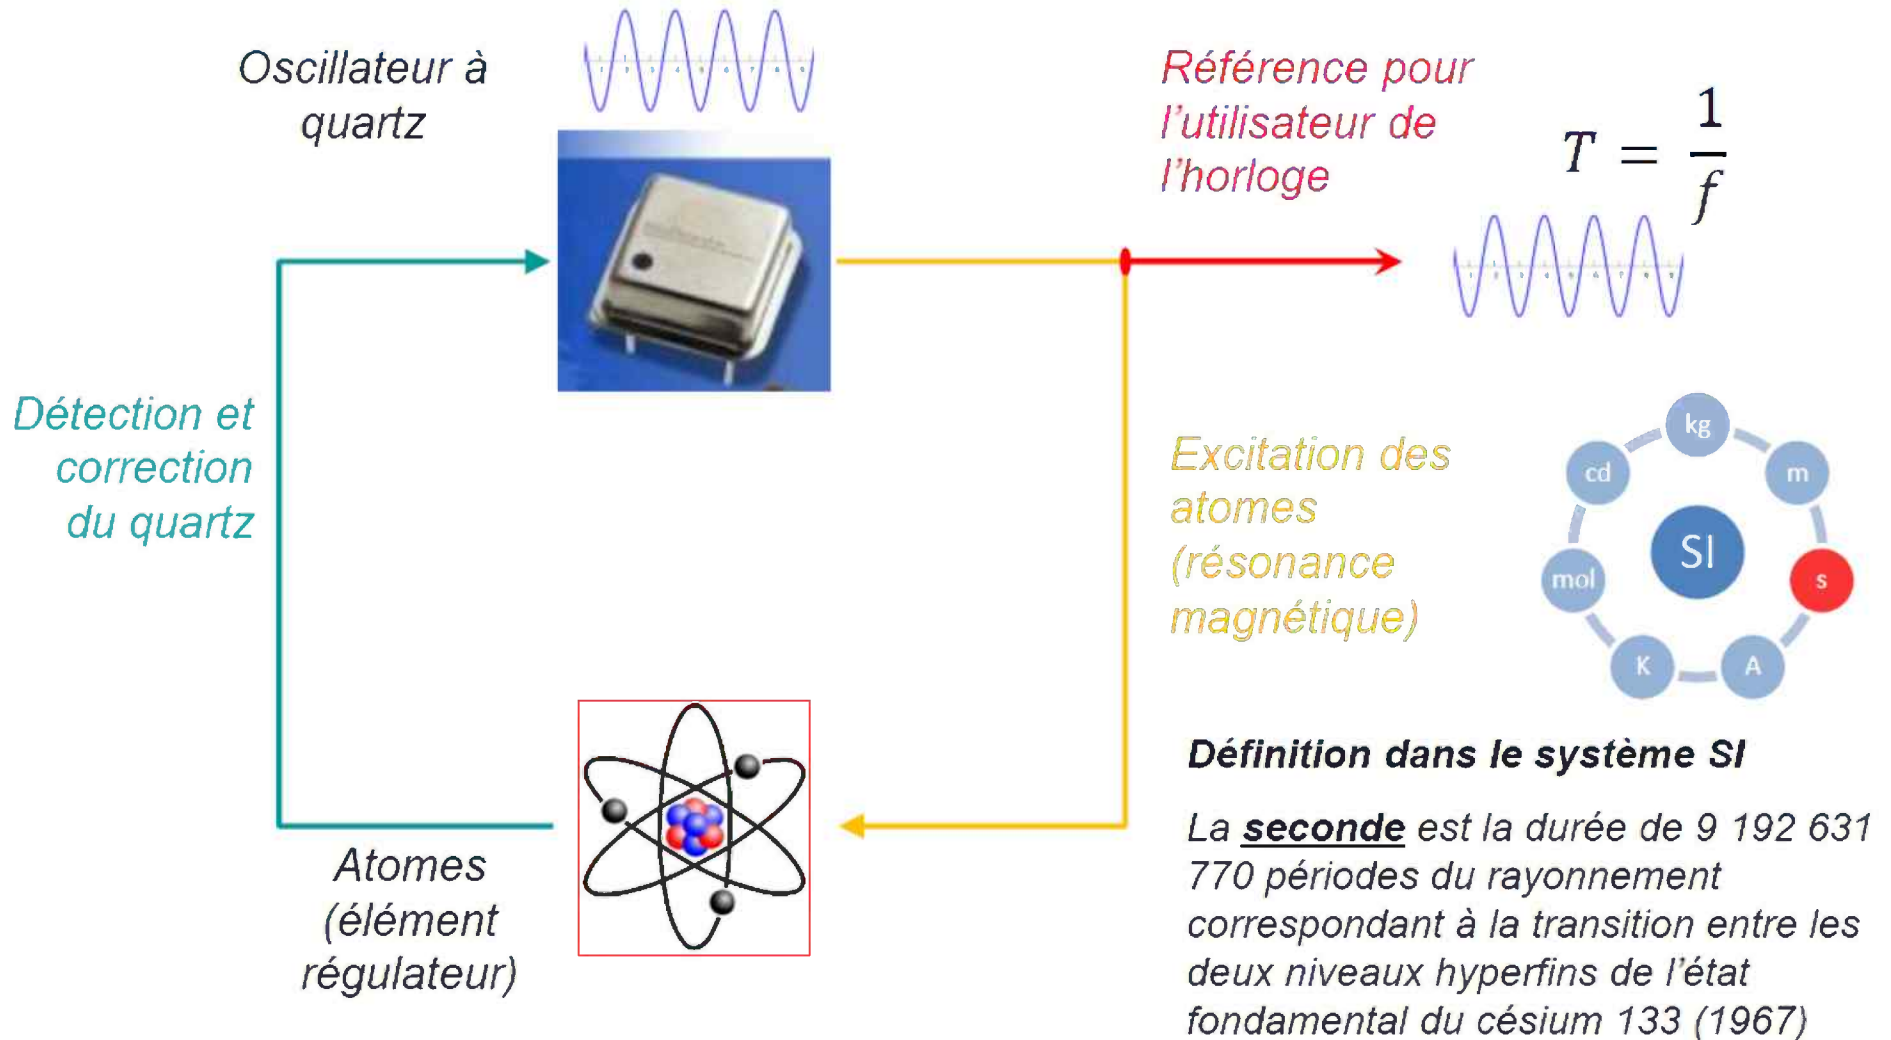 Oscillateur à
quartz
Référence pour
l'utilisateur de
l'horloge
T = 1/f
Détection et
correction
du quartz
Excitation des
atomes
(résonance
magnétique)
kg
cd
m
SI
mol
s
K
A
Atomes
(élément
régulateur)
Définition dans le système SI
La seconde est la durée de 9 192 631
770 périodes du rayonnement
correspondant à la transition entre les
deux niveaux hyperfins de l'état
fondamental du césium 133 (1967)